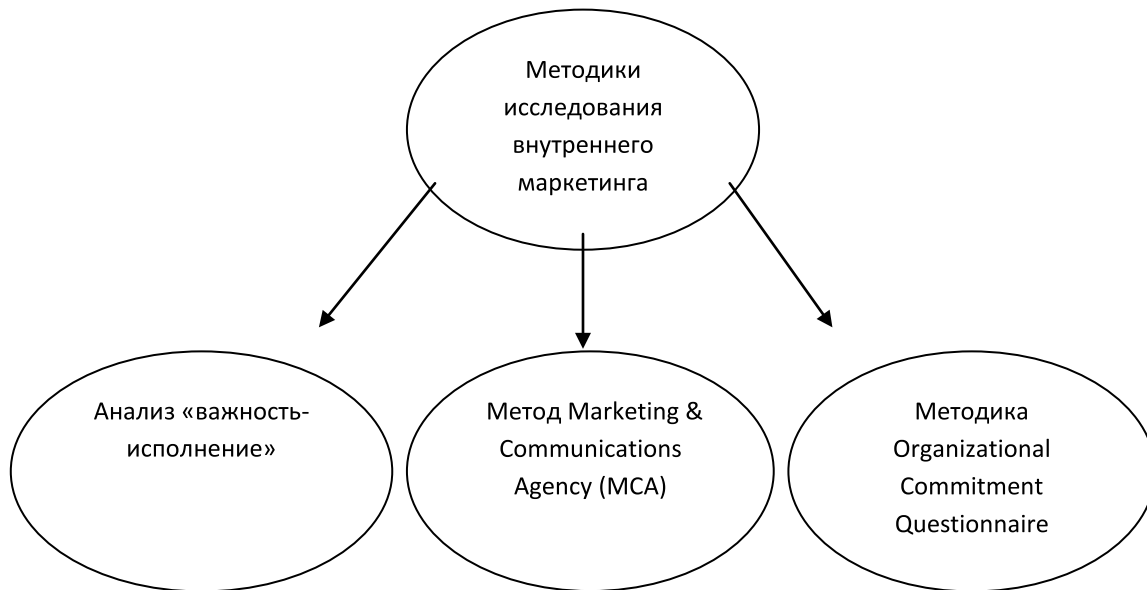 Методики
исследования
внутреннего
маркетинга
Анализ «важность-
исполнение»
Метод Marketing &
Communications
Agency (MCA)
Методика
Organizational
Commitment
Questionnaire